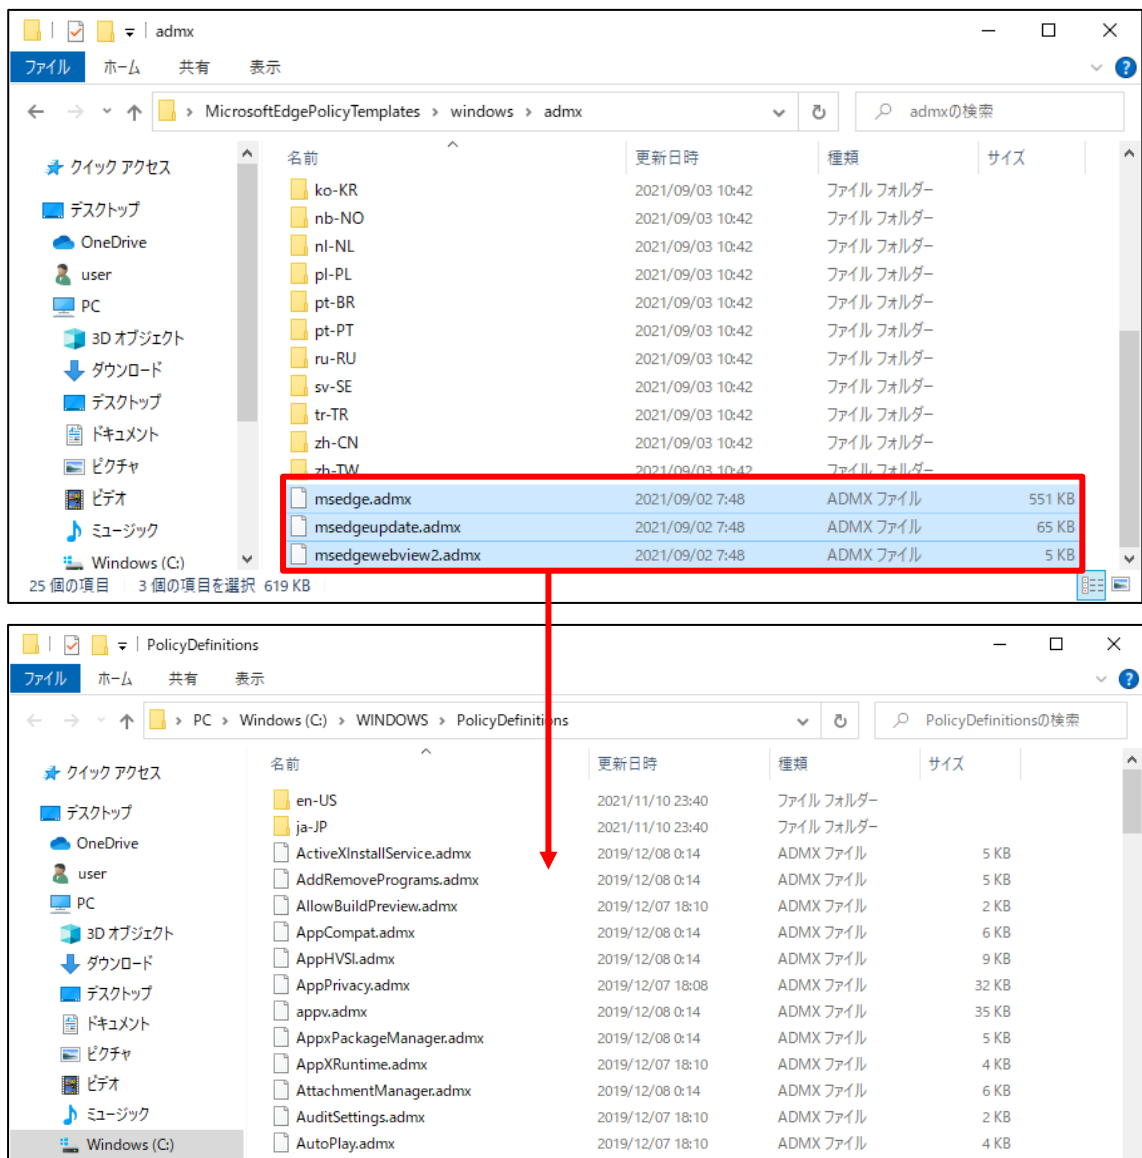 admx
ファイル ホーム 共有 表示
MicrosoftEdgePolicyTemplates > windows > admx admxの検索
クイック アクセス
デスクトップ
OneDrive
user
PC
3D オブジェクト
ダウンロード
デスクトップ
ドキュメント
ピクチャ
ビデオ
ミュージック
Windows (C:)
名前 更新日時 種類 サイズ
ko-KR 2021/09/03 10:42 ファイル フォルダー
nb-NO 2021/09/03 10:42 ファイル フォルダー
nl-NL 2021/09/03 10:42 ファイル フォルダー
pl-PL 2021/09/03 10:42 ファイル フォルダー
pt-BR 2021/09/03 10:42 ファイル フォルダー
pt-PT 2021/09/03 10:42 ファイル フォルダー
ru-RU 2021/09/03 10:42 ファイル フォルダー
sv-SE 2021/09/03 10:42 ファイル フォルダー
tr-TR 2021/09/03 10:42 ファイル フォルダー
zh-CN 2021/09/03 10:42 ファイル フォルダー
zh-TW 2021/09/03 10:42 ファイル フォルダー
msedge.admx 2021/09/02 7:48 ADMX ファイル 551 KB
msedgeupdate.admx 2021/09/02 7:48 ADMX ファイル 65 KB
msedgewebview2.admx 2021/09/02 7:48 ADMX ファイル 5 KB
25 個の項目 3 個の項目を選択 619 KB
PolicyDefinitions
ファイル ホーム 共有 表示
PC > Windows (C:) > WINDOWS > PolicyDefinitions PolicyDefinitionsの検索
クイック アクセス
デスクトップ
OneDrive
user
PC
3D オブジェクト
ダウンロード
デスクトップ
ドキュメント
ピクチャ
ビデオ
ミュージック
Windows (C:)
名前 更新日時 種類 サイズ
en-US 2021/11/10 23:40 ファイル フォルダー
ja-JP 2021/11/10 23:40 ファイル フォルダー
ActiveXInstallService.admx 2019/12/08 0:14 ADMX ファイル 5 KB
AddRemovePrograms.admx 2019/12/08 0:14 ADMX ファイル 5 KB
AllowBuildPreview.admx 2019/12/07 18:10 ADMX ファイル 2 KB
AppCompat.admx 2019/12/08 0:14 ADMX ファイル 6 KB
AppHVSI.admx 2019/12/08 0:14 ADMX ファイル 9 KB
AppPrivacy.admx 2019/12/07 18:08 ADMX ファイル 32 KB
appv.admx 2019/12/08 0:14 ADMX ファイル 35 KB
AppxPackageManager.admx 2019/12/08 0:14 ADMX ファイル 5 KB
AppXRuntime.admx 2019/12/07 18:10 ADMX ファイル 4 KB
AttachmentManager.admx 2019/12/08 0:14 ADMX ファイル 6 KB
AuditSettings.admx 2019/12/07 18:10 ADMX ファイル 2 KB
AutoPlay.admx 2019/12/07 18:10 ADMX ファイル 4 KB